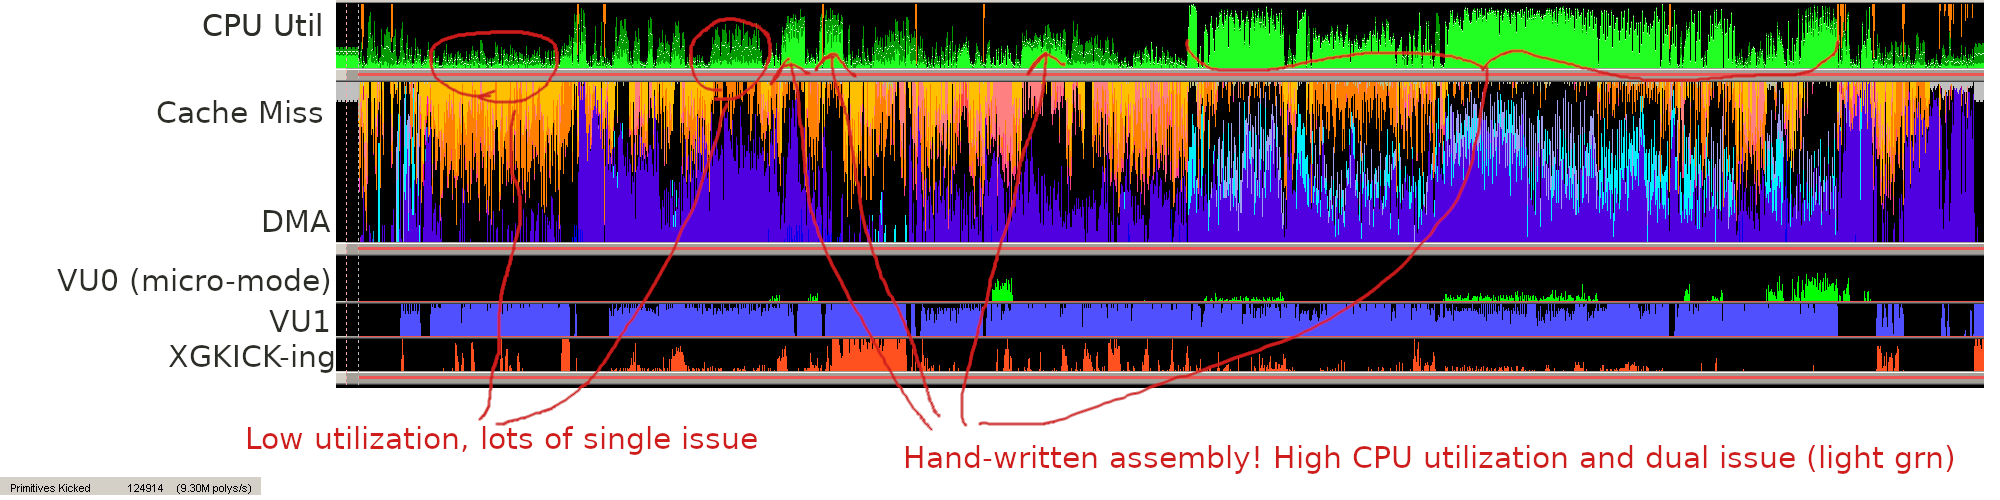 CPU Util
Cache Miss
DMA
VU0 (micro-mode)
VU1
XGKICK-ing
Low utilization, lots of single issue
Hand-written assembly! High CPU utilization and dual issue (light grn)
Primitives Kicked 124914 (9.30M polys/s)